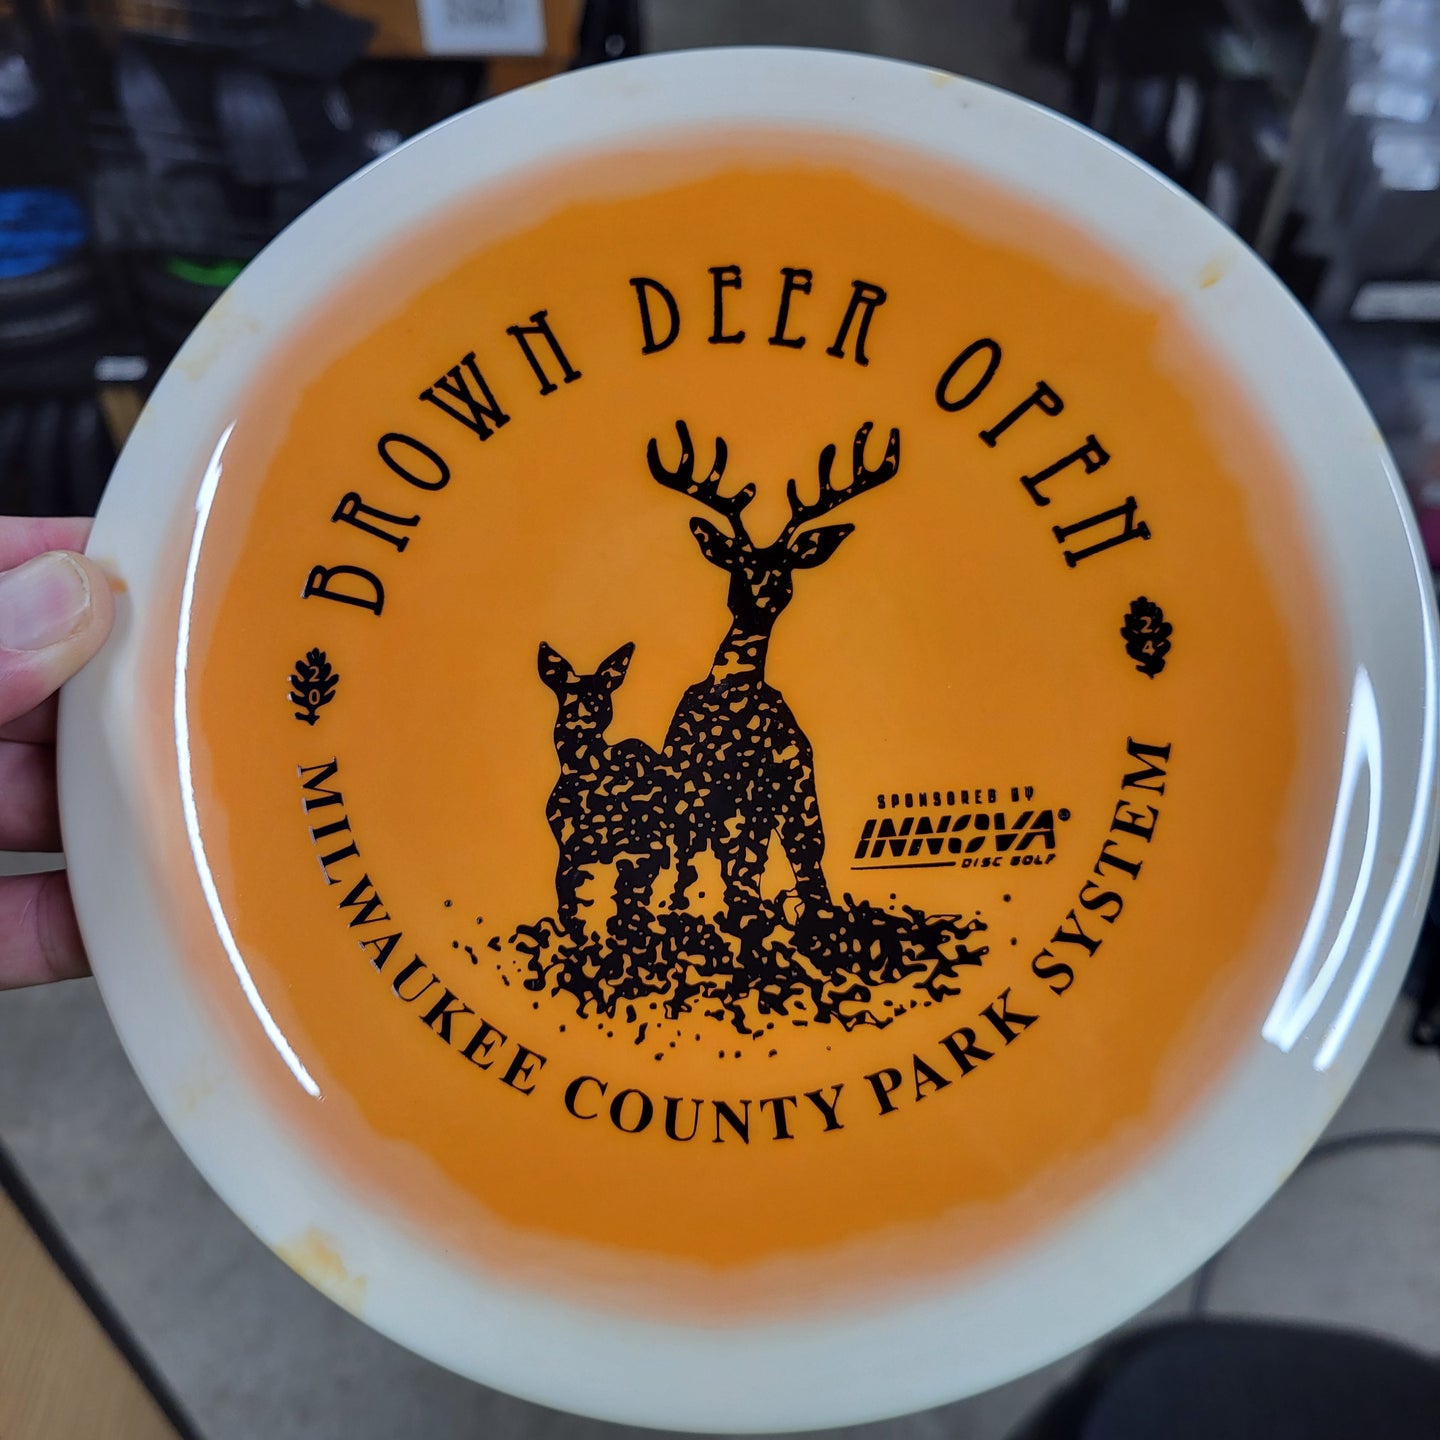 BROWN DEER OPEN
20
24
SPONSORED BY
INNOVA®
DISC GOLF
MILWAUKEE COUNTY PARK SYSTEM